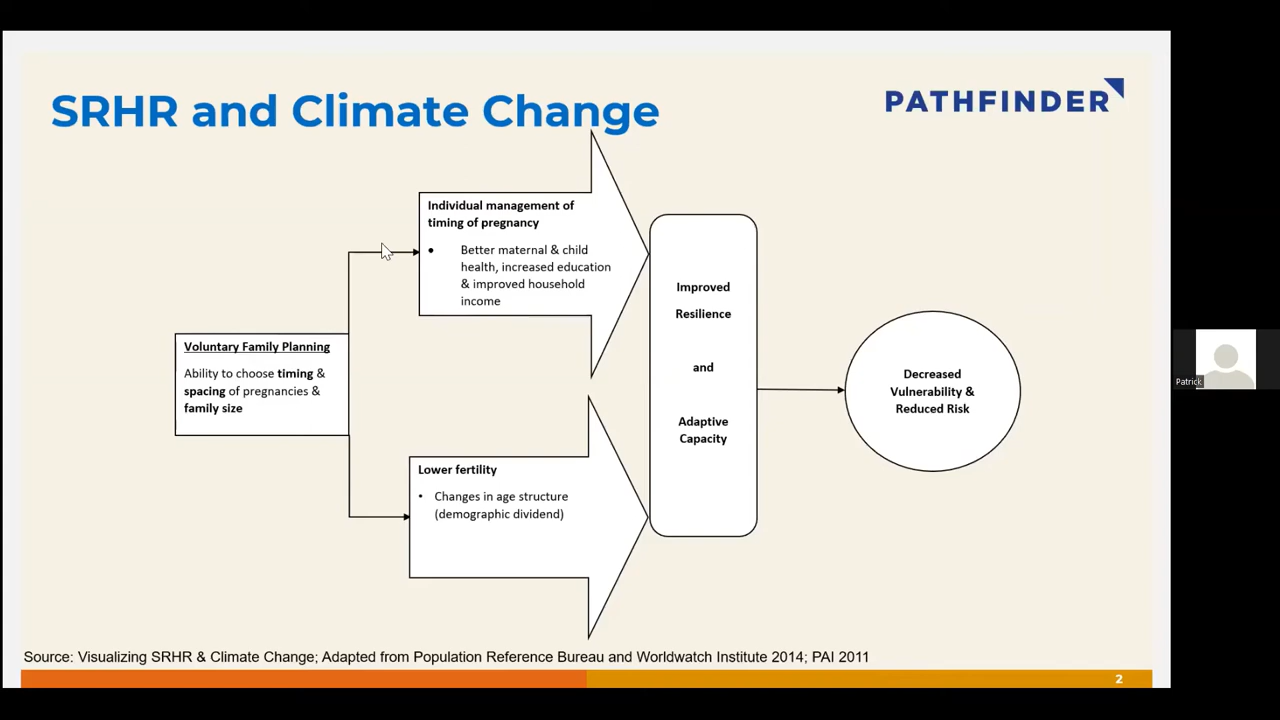 SRHR and Climate Change
PATHFINDER
Individual management of
timing of pregnancy
• Better maternal & child
health, increased education
& improved household
income
Voluntary Family Planning
Ability to choose timing &
spacing of pregnancies &
family size
Lower fertility
• Changes in age structure
(demographic dividend)
Improved
Resilience
and
Adaptive
Capacity
Decreased
Vulnerability &
Reduced Risk
Patrick
Source: Visualizing SRHR & Climate Change; Adapted from Population Reference Bureau and Worldwatch Institute 2014; PAI 2011
2